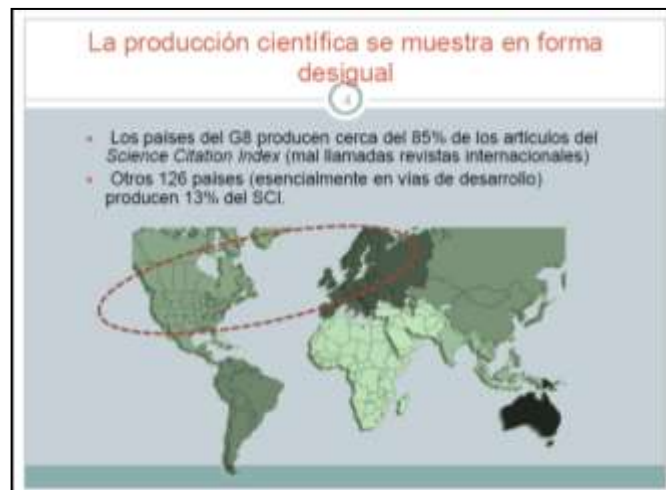 La producción científica se muestra en forma
desigual
4
Los países del G8 producen cerca del 85% de los artículos del
Science Citation Index (mal llamadas revistas internacionales)
Otros 126 países (esencialmente en vías de desarrollo)
producen 13% del SCI.